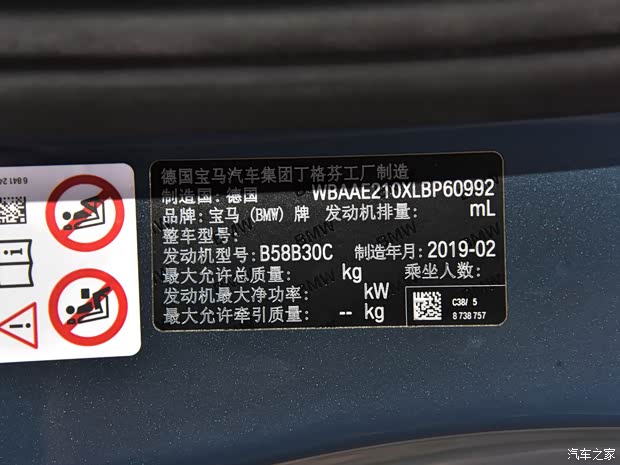 6 841 24
德国宝马汽车集团丁格芬工厂制造
制造国: 德国 WBAAE210XLBP60992
品牌: 宝马 (BMW) 牌 发动机排量: mL
整车型号:
发动机型号: B58B30C 制造年月: 2019-02
最大允许总质量: kg 乘坐人数:
发动机最大净功率: kW
最大允许牵引质量: -- kg
C38/ 5
8 738 757
汽车之家